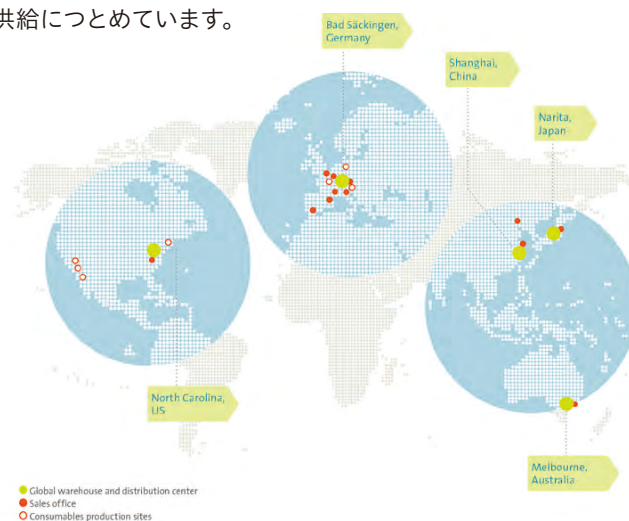 供給につとめています。
Bad Säckingen,
Germany
Shanghai,
China
Narita,
Japan
North Carolina,
US
Melbourne,
Australia
Global warehouse and distribution center
Sales office
Consumables production sites